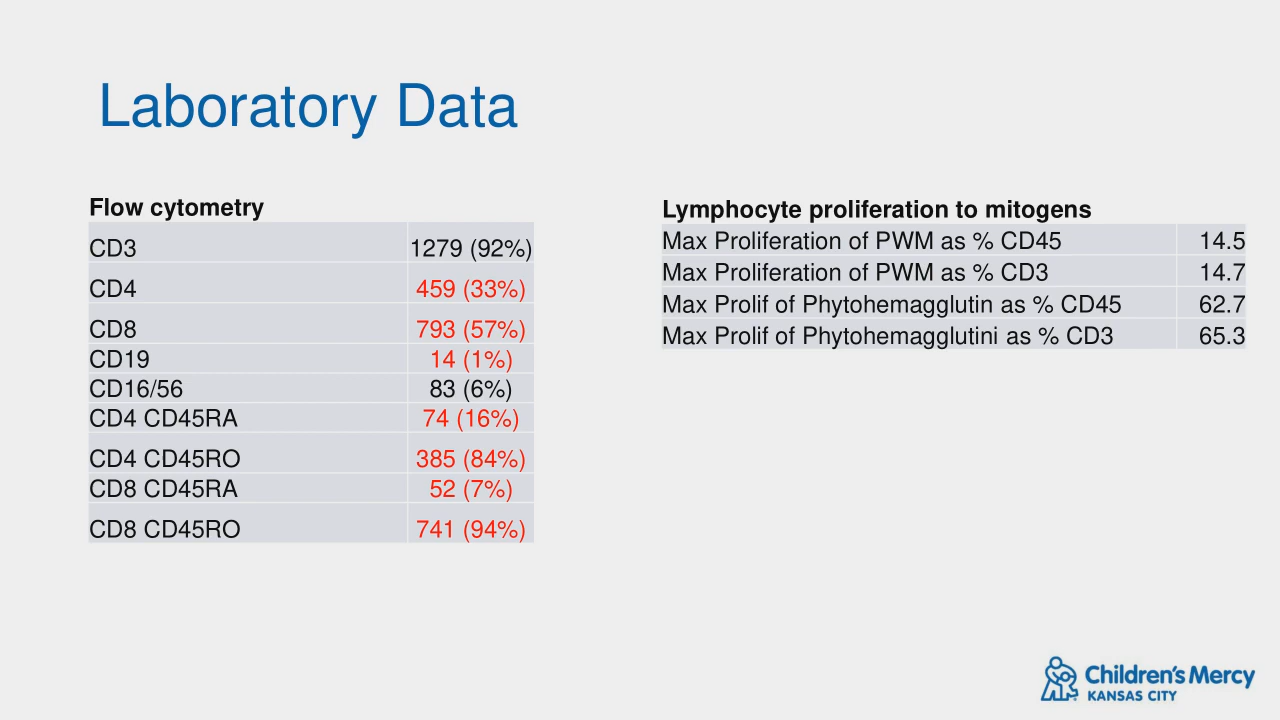 Laboratory Data
Flow cytometry
CD3 1279 (92%)
CD4 459 (33%)
CD8 793 (57%)
CD19 14 (1%)
CD16/56 83 (6%)
CD4 CD45RA 74 (16%)
CD4 CD45RO 385 (84%)
CD8 CD45RA 52 (7%)
CD8 CD45RO 741 (94%)
Lymphocyte proliferation to mitogens
Max Proliferation of PWM as % CD45 14.5
Max Proliferation of PWM as % CD3 14.7
Max Prolif of Phytohemagglutin as % CD45 62.7
Max Prolif of Phytohemagglutini as % CD3 65.3
Children's Mercy
KANSAS CITY